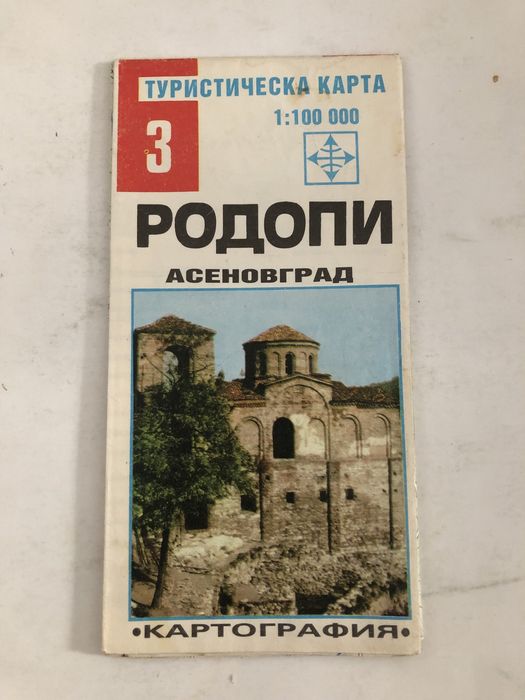 ТУРИСТИЧЕСКА КАРТА
1:100 000
3
РОДОПИ
АСЕНОВГРАД
•КАРТОГРАФИЯ•